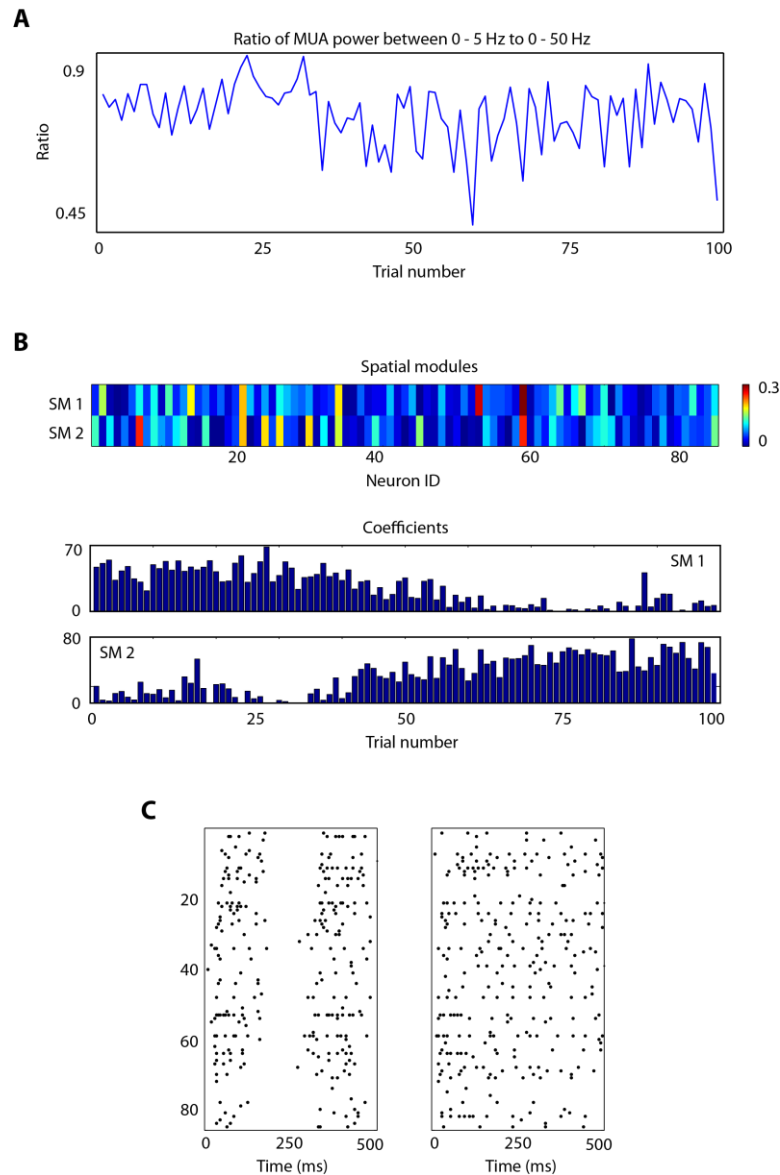 A
Ratio of MUA power between 0 - 5 Hz to 0 - 50 Hz
0.9
Ratio
0.45
0 25 50 75 100
Trial number
B
Spatial modules
SM 1
SM 2
0.3
0
20 40 60 80
Neuron ID
Coefficients
70
SM 1
0
80
SM 2
0
0 25 50 75 100
Trial number
C
20
40
60
80
0 250 500 0 250 500
Time (ms) Time (ms)